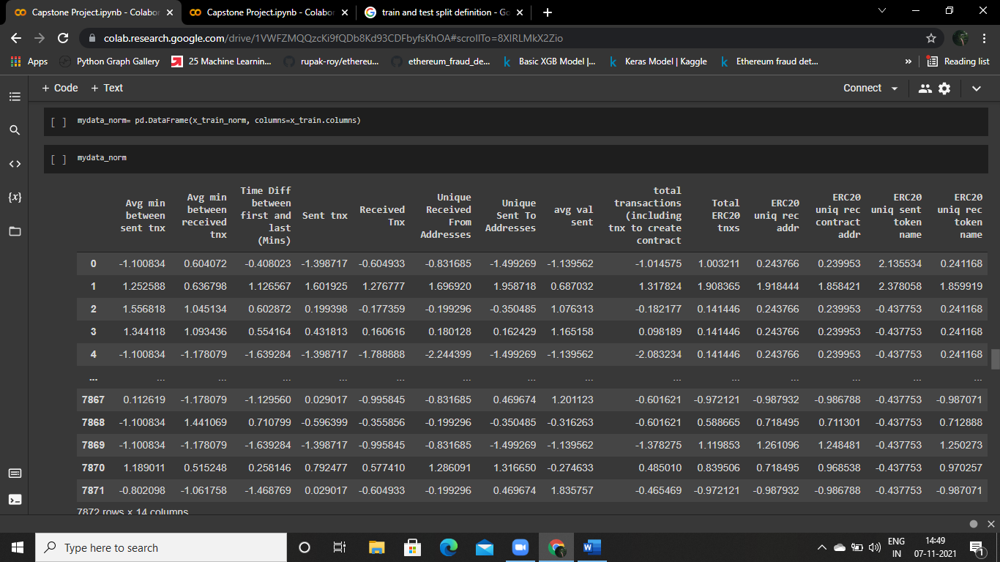 Capstone Project.ipynb - Colabor
Capstone Project.ipynb - Colabor
train and test split definition - Go
colab.research.google.com/drive/1VWFZMQQzcKi9fQDb8Kd93CDFbyfsKhOA#scrollTo=8XIRLMkX2Zio
Apps Python Graph Gallery 25 Machine Learnin... rupak-roy/ethereu... ethereum_fraud_de... Basic XGB Model |... Keras Model | Kaggle Ethereum fraud det... » Reading list
+ Code + Text Connect
[ ] mydata_norm= pd.DataFrame(x_train_norm, columns=x_train.columns)
[ ] mydata_norm
Avg min between sent tnx Avg min between received tnx Time Diff between first and last (Mins) Sent tnx Received Tnx Unique Received From Addresses Unique Sent To Addresses avg val sent total transactions (including tnx to create contract Total ERC20 tnxs ERC20 uniq rec addr ERC20 uniq rec contract addr ERC20 uniq sent token name ERC20 uniq rec token name
0 -1.100834 0.604072 -0.408023 -1.398717 -0.604933 -0.831685 -1.499269 -1.139562 -1.014575 1.003211 0.243766 0.239953 2.135534 0.241168
1 1.252588 0.636798 1.126567 1.601925 1.276777 1.696920 1.958718 0.687032 1.317824 1.908365 1.918444 1.858421 2.378058 1.859919
2 1.556818 1.045134 0.602872 0.199398 -0.177359 -0.199296 -0.350485 1.076313 -0.182177 0.141446 0.243766 0.239953 -0.437753 0.241168
3 1.344118 1.093436 0.554164 0.431813 0.160616 0.180128 0.162429 1.165158 0.098189 0.141446 0.243766 0.239953 -0.437753 0.241168
4 -1.100834 -1.178079 -1.639284 -1.398717 -1.788888 -2.244399 -1.499269 -1.139562 -2.083234 0.141446 0.243766 0.239953 -0.437753 0.241168
... ... ... ... ... ... ... ... ... ... ... ... ... ... ...
7867 0.112619 -1.178079 -1.129560 0.029017 -0.995845 -0.831685 0.469674 1.201123 -0.601621 -0.972121 -0.987932 -0.986788 -0.437753 -0.987071
7868 -1.100834 1.441069 0.710799 -0.596399 -0.355856 -0.199296 -0.350485 -0.316263 -0.601621 0.588665 0.718495 0.711301 -0.437753 0.712888
7869 -1.100834 -1.178079 -1.639284 -1.398717 -0.995845 -0.831685 -1.499269 -1.139562 -1.378275 1.119853 1.261096 1.248481 -0.437753 1.250273
7870 1.189011 0.515248 0.258146 0.792477 0.577410 1.286091 1.316650 -0.274633 0.485010 0.839506 0.718495 0.968538 -0.437753 0.970257
7871 -0.802098 -1.061758 -1.468769 0.029017 -0.604933 -0.199296 0.469674 1.835757 -0.465469 -0.972121 -0.987932 -0.986788 -0.437753 -0.987071
7872 rows × 14 columns
Type here to search
ENG
IN
14:49
07-11-2021
1